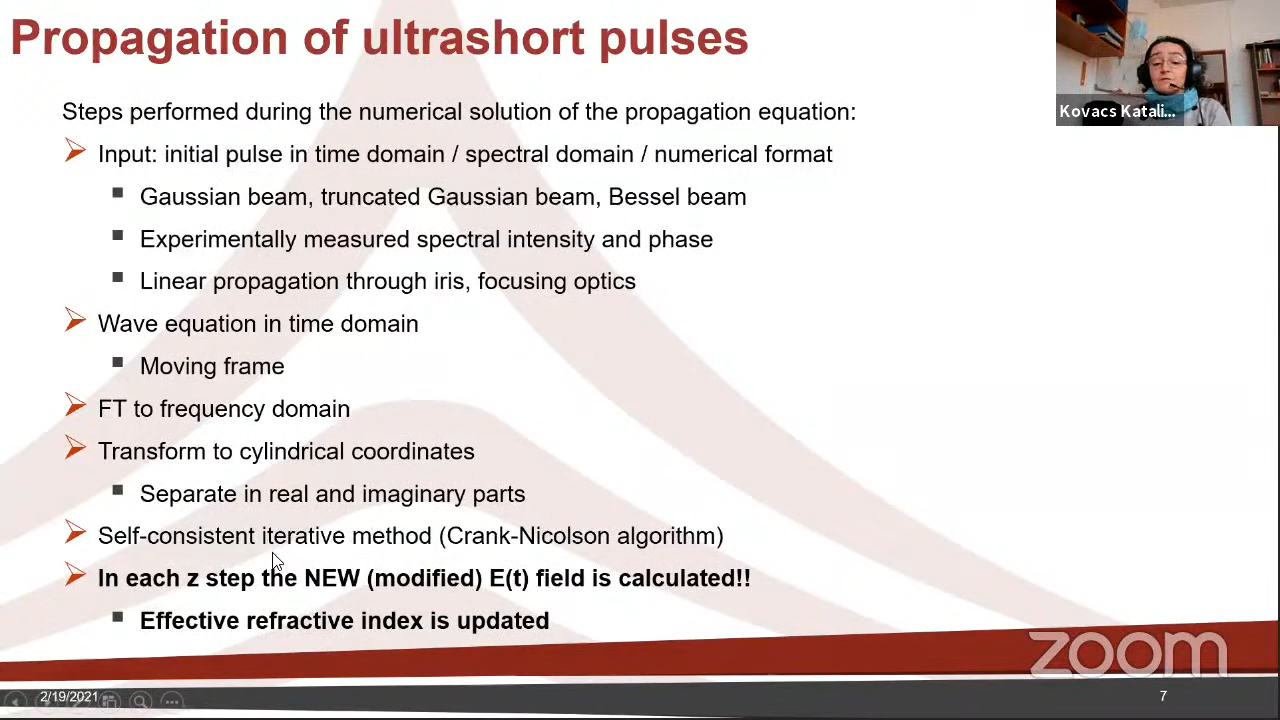 Propagation of ultrashort pulses
Kovacs Katali...
Steps performed during the numerical solution of the propagation equation:
Input: initial pulse in time domain / spectral domain / numerical format
Gaussian beam, truncated Gaussian beam, Bessel beam
Experimentally measured spectral intensity and phase
Linear propagation through iris, focusing optics
Wave equation in time domain
Moving frame
FT to frequency domain
Transform to cylindrical coordinates
Separate in real and imaginary parts
Self-consistent iterative method (Crank-Nicolson algorithm)
In each z step the NEW (modified) E(t) field is calculated!!
Effective refractive index is updated
zoom
2/19/2021
7